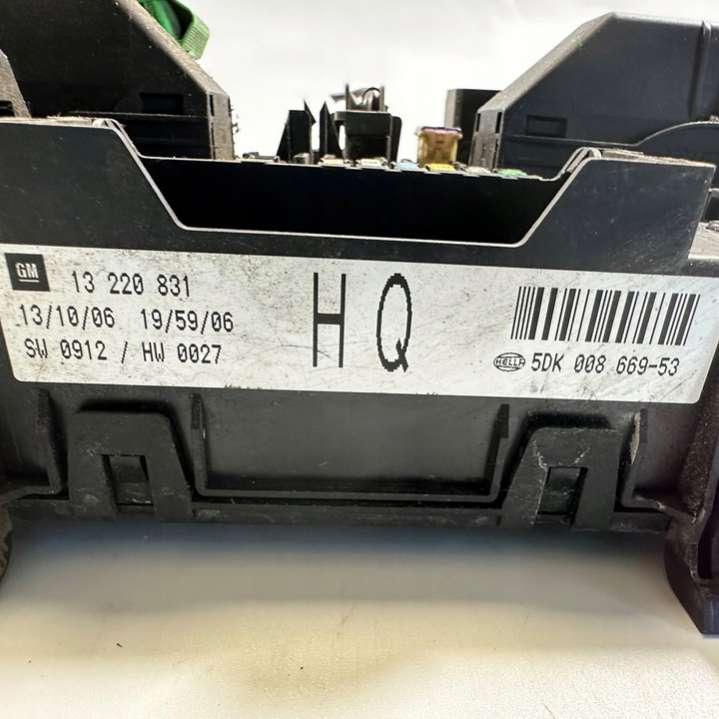 GM
13 220 831
13/10/06 19/59/06
SW 0912 / HW 0027
HQ
HELLA 5DK 008 669-53